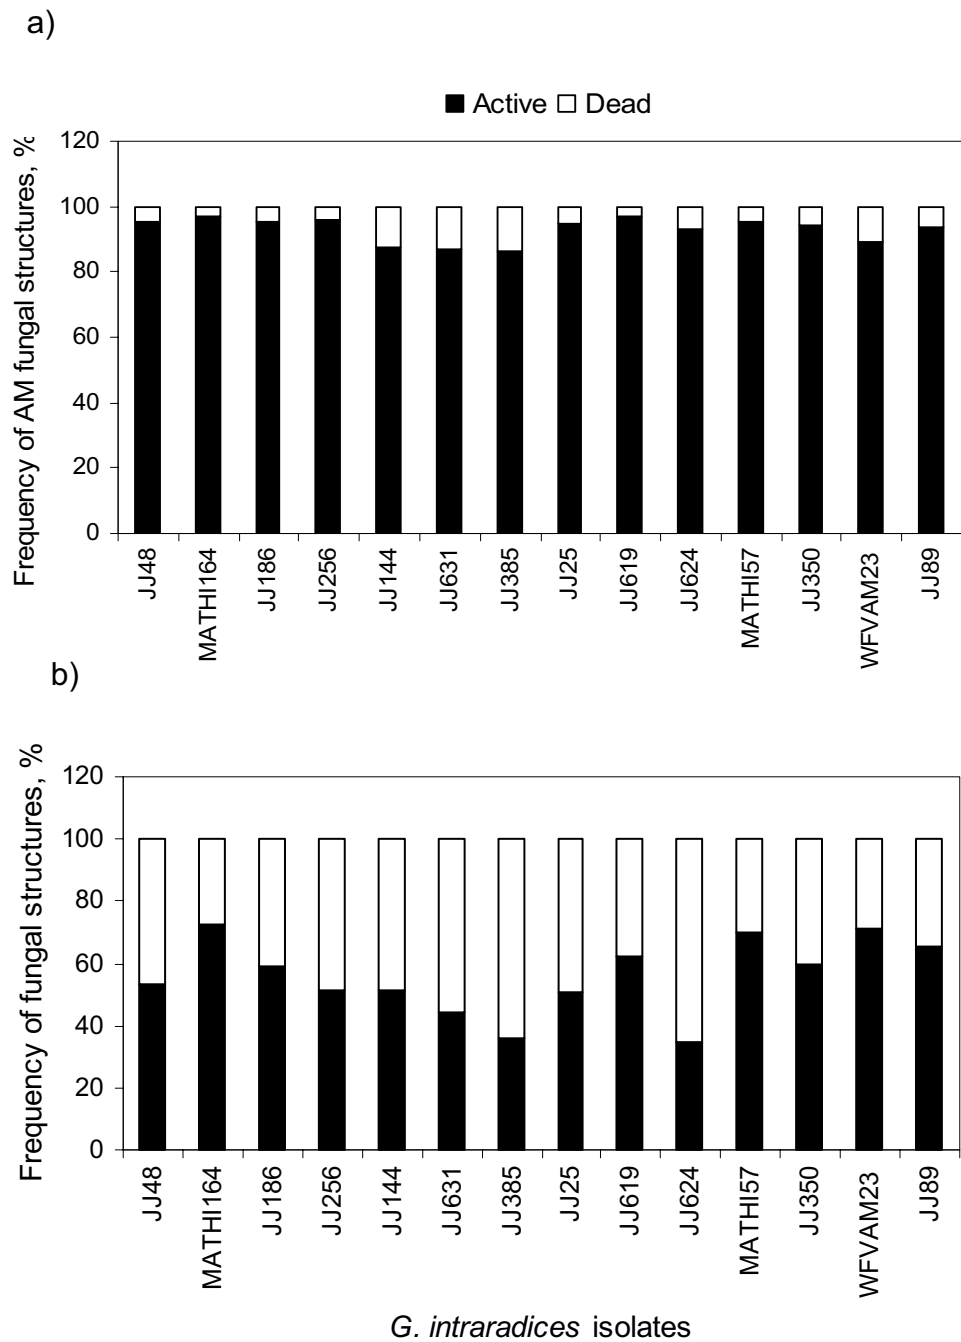 a)
Active Dead
Frequency of AM fungal structures, %
120
100
80
60
40
20
0
JJ48
MATHI164
JJ186
JJ256
JJ144
JJ631
JJ385
JJ25
JJ619
JJ624
MATHI57
JJ350
WFVAM23
JJ89
b)
Frequency of fungal structures, %
120
100
80
60
40
20
0
JJ48
MATHI164
JJ186
JJ256
JJ144
JJ631
JJ385
JJ25
JJ619
JJ624
MATHI57
JJ350
WFVAM23
JJ89
G. intraradices isolates